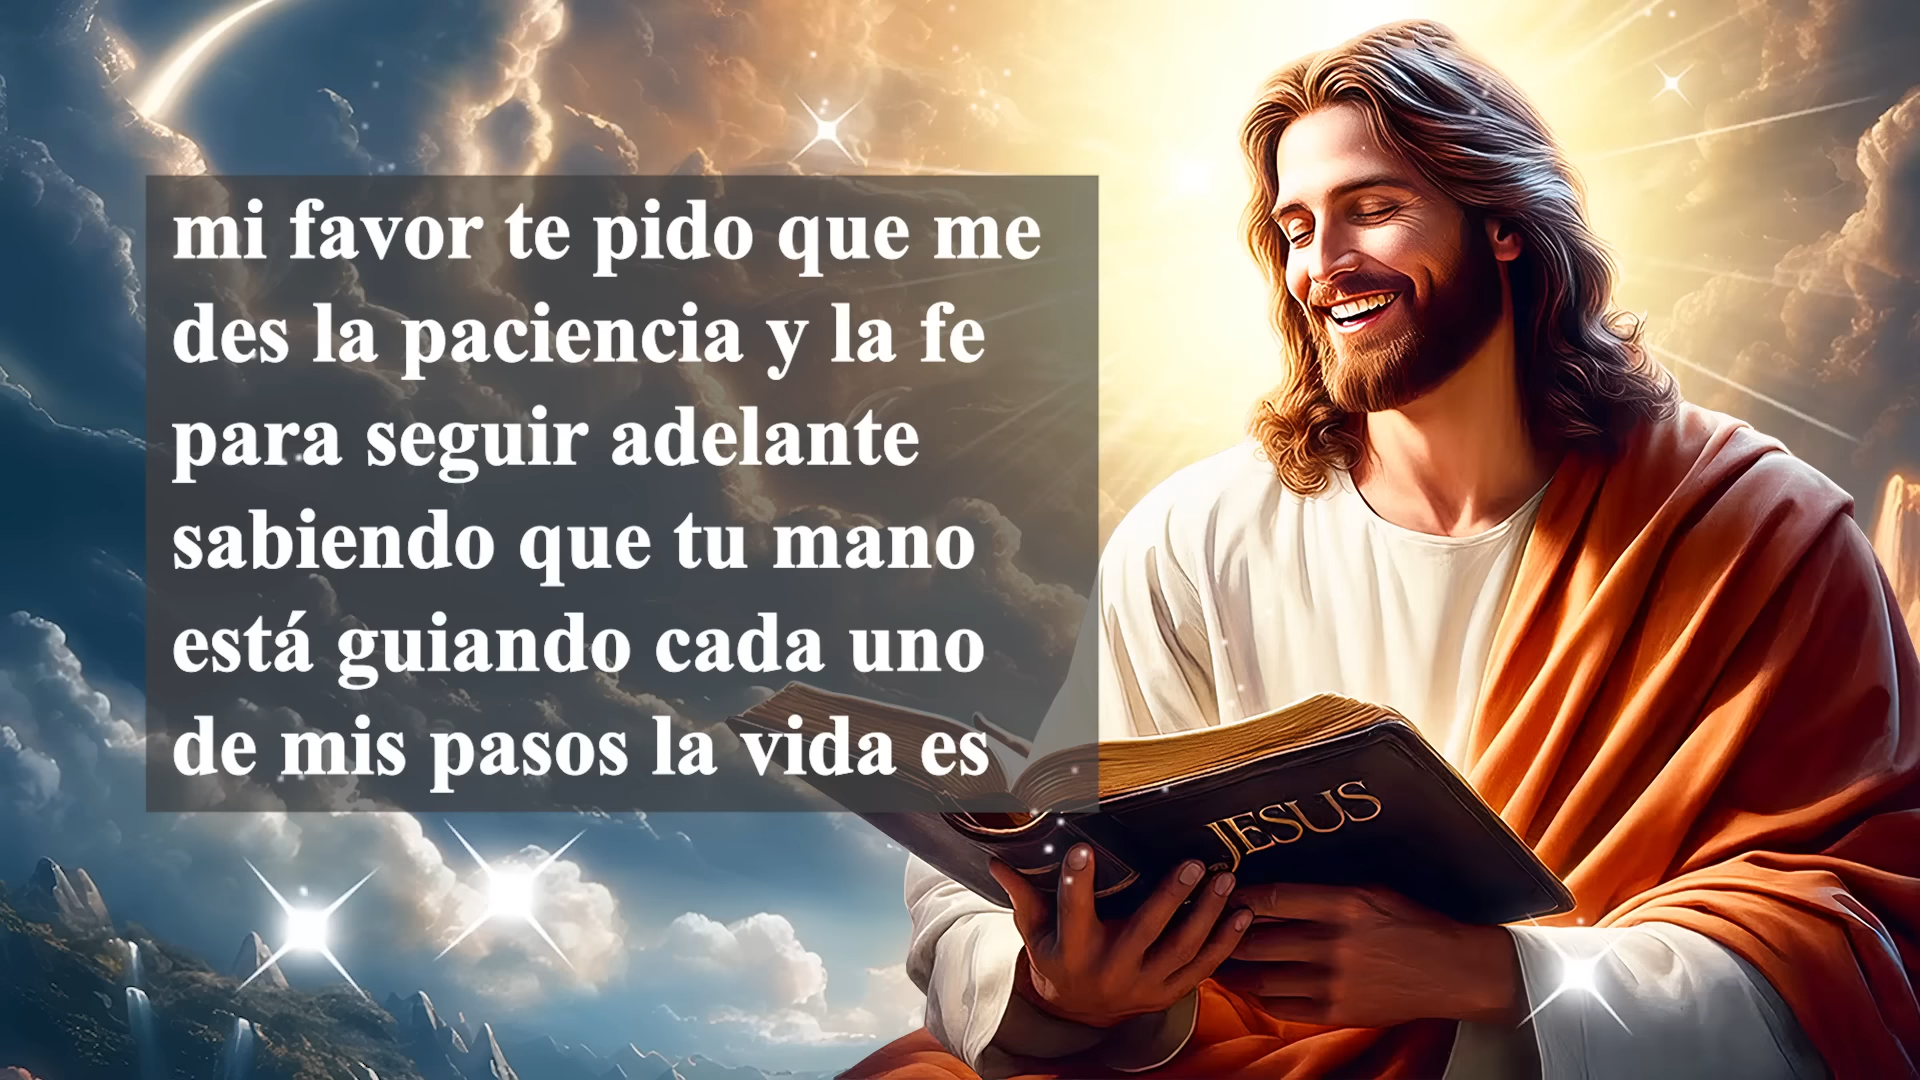 mi favor te pido que me
des la paciencia y la fe
para seguir adelante
sabiendo que tu mano
está guiando cada uno
de mis pasos la vida es
JESUS